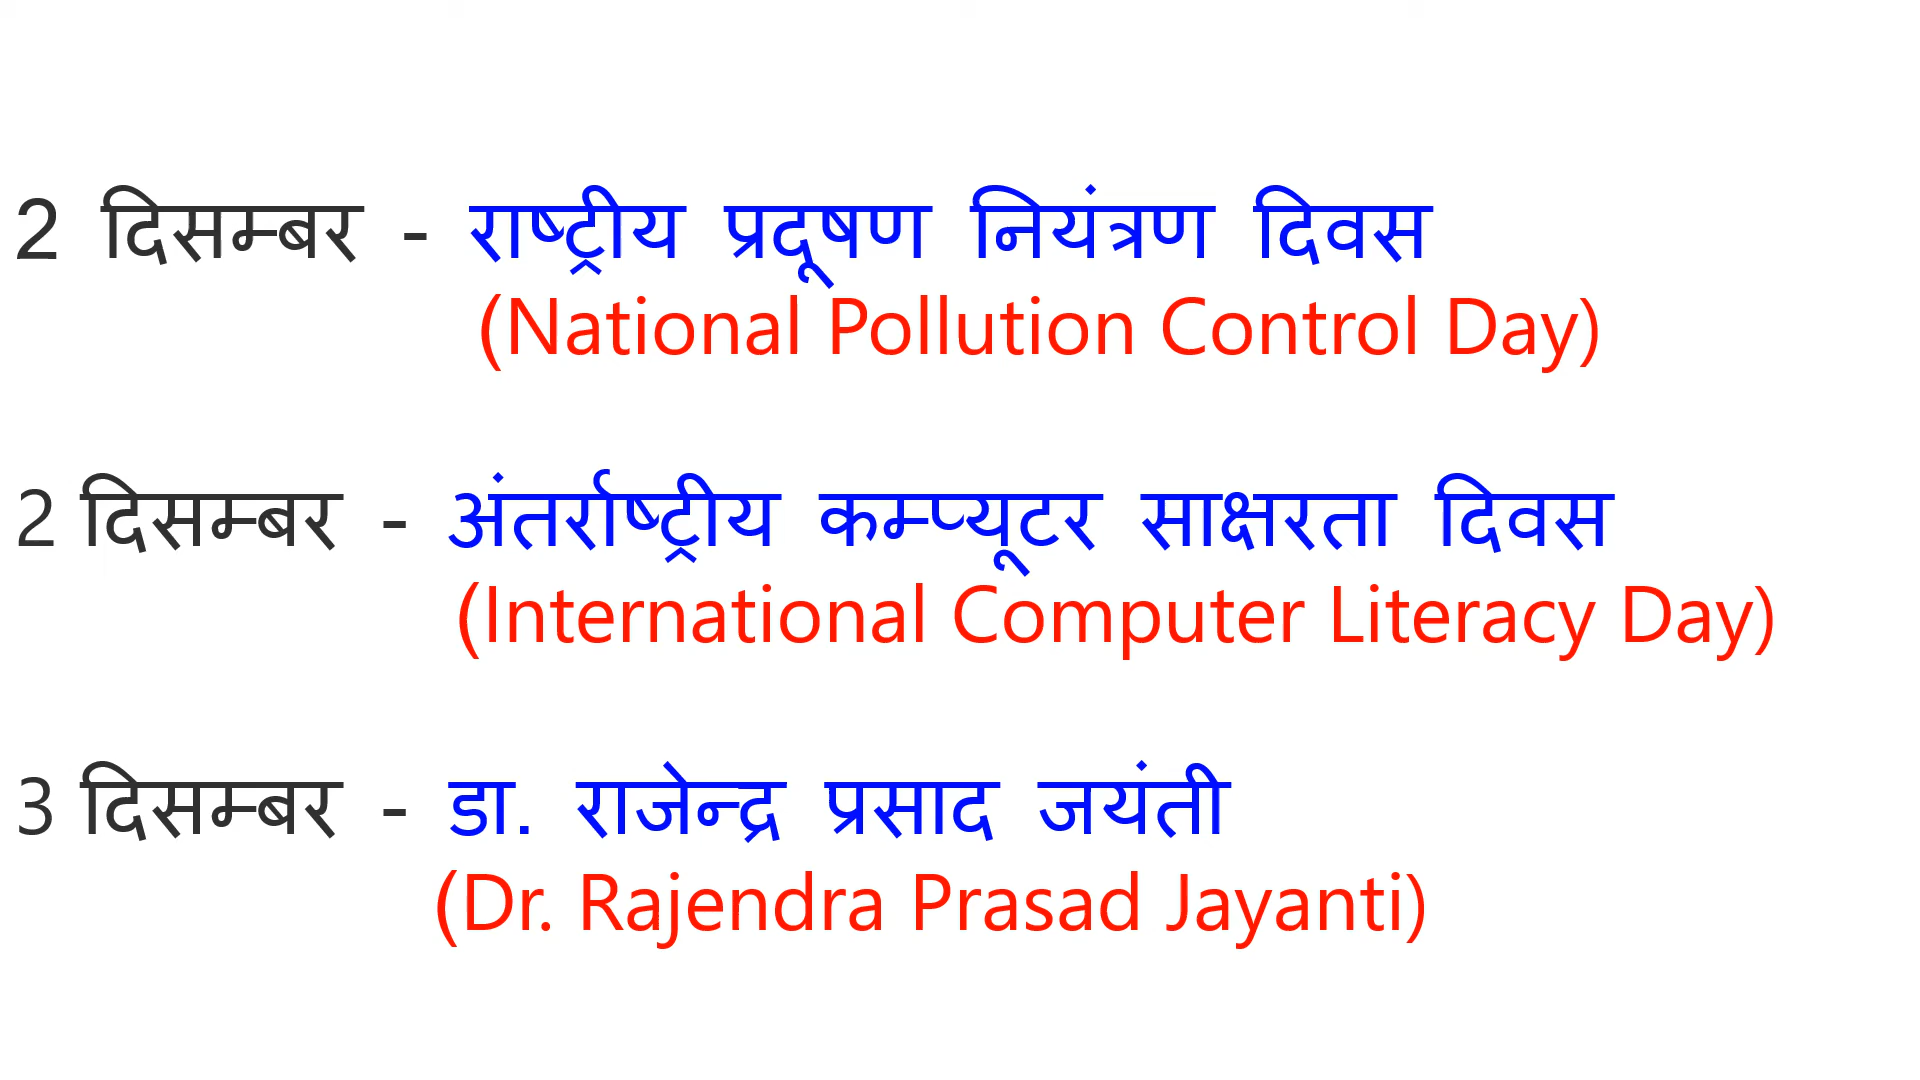 2 दिसम्बर - राष्ट्रीय प्रदूषण नियंत्रण दिवस
(National Pollution Control Day)
2 दिसम्बर - अंतर्राष्ट्रीय कम्प्यूटर साक्षरता दिवस
(International Computer Literacy Day)
3 दिसम्बर - डा. राजेन्द्र प्रसाद जयंती
(Dr. Rajendra Prasad Jayanti)